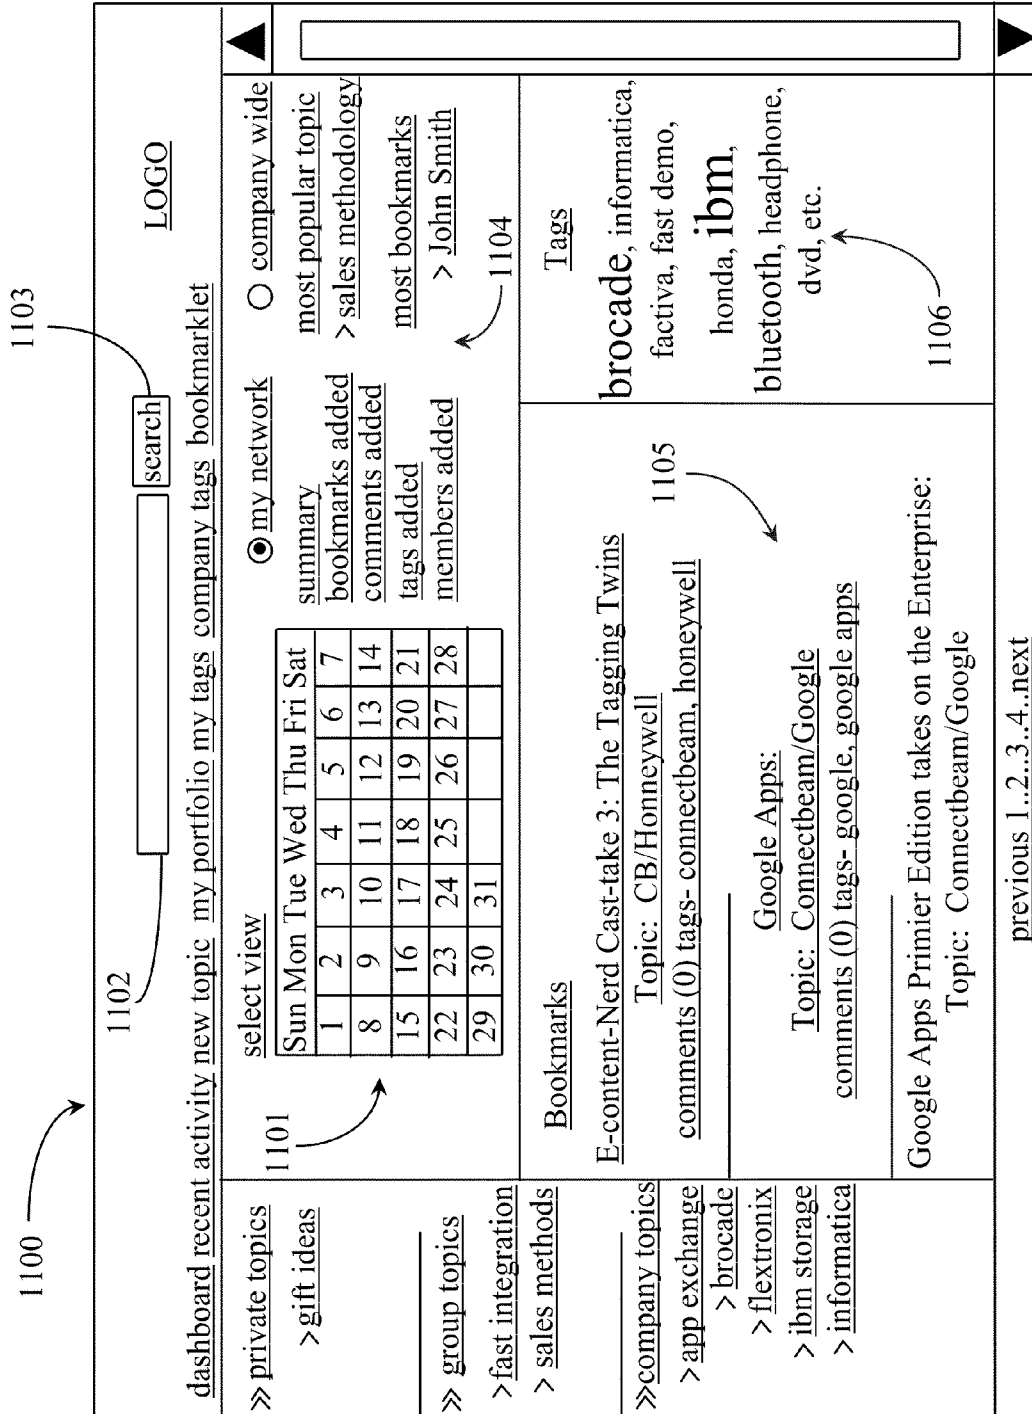 1100
1103
1102
LOGO
search
dashboard recent activity new topic my portfolio my tags company tags bookmarklet
>> private topics
>gift ideas
>> group topics
>fast integration
> sales methods
>>company topics
>app exchange
>brocade
>flextronix
>ibm storage
>informatica
select view
Sun Mon Tue Wed Thu Fri Sat
1 2 3 4 5 6 7
8 9 10 11 12 13 14
15 16 17 18 19 20 21
22 23 24 25 26 27 28
29 30 31
1101
my network
summary
bookmarks added
comments added
tags added
members added
company wide
most popular topic
>sales methodology
most bookmarks
> John Smith
1104
Bookmarks
E-content-Nerd Cast-take 3: The Tagging Twins
Topic: CB/Honneywell
comments (0) tags- connectbeam, honeywell
1105
Google Apps:
Topic: Connectbeam/Google
comments (0) tags- google, google apps
Google Apps Primier Edition takes on the Enterprise:
Topic: Connectbeam/Google
Tags
brocade, informatica,
factiva, fast demo,
honda, ibm,
bluetooth, headphone,
dvd, etc.
1106
previous 1..2..3..4..next